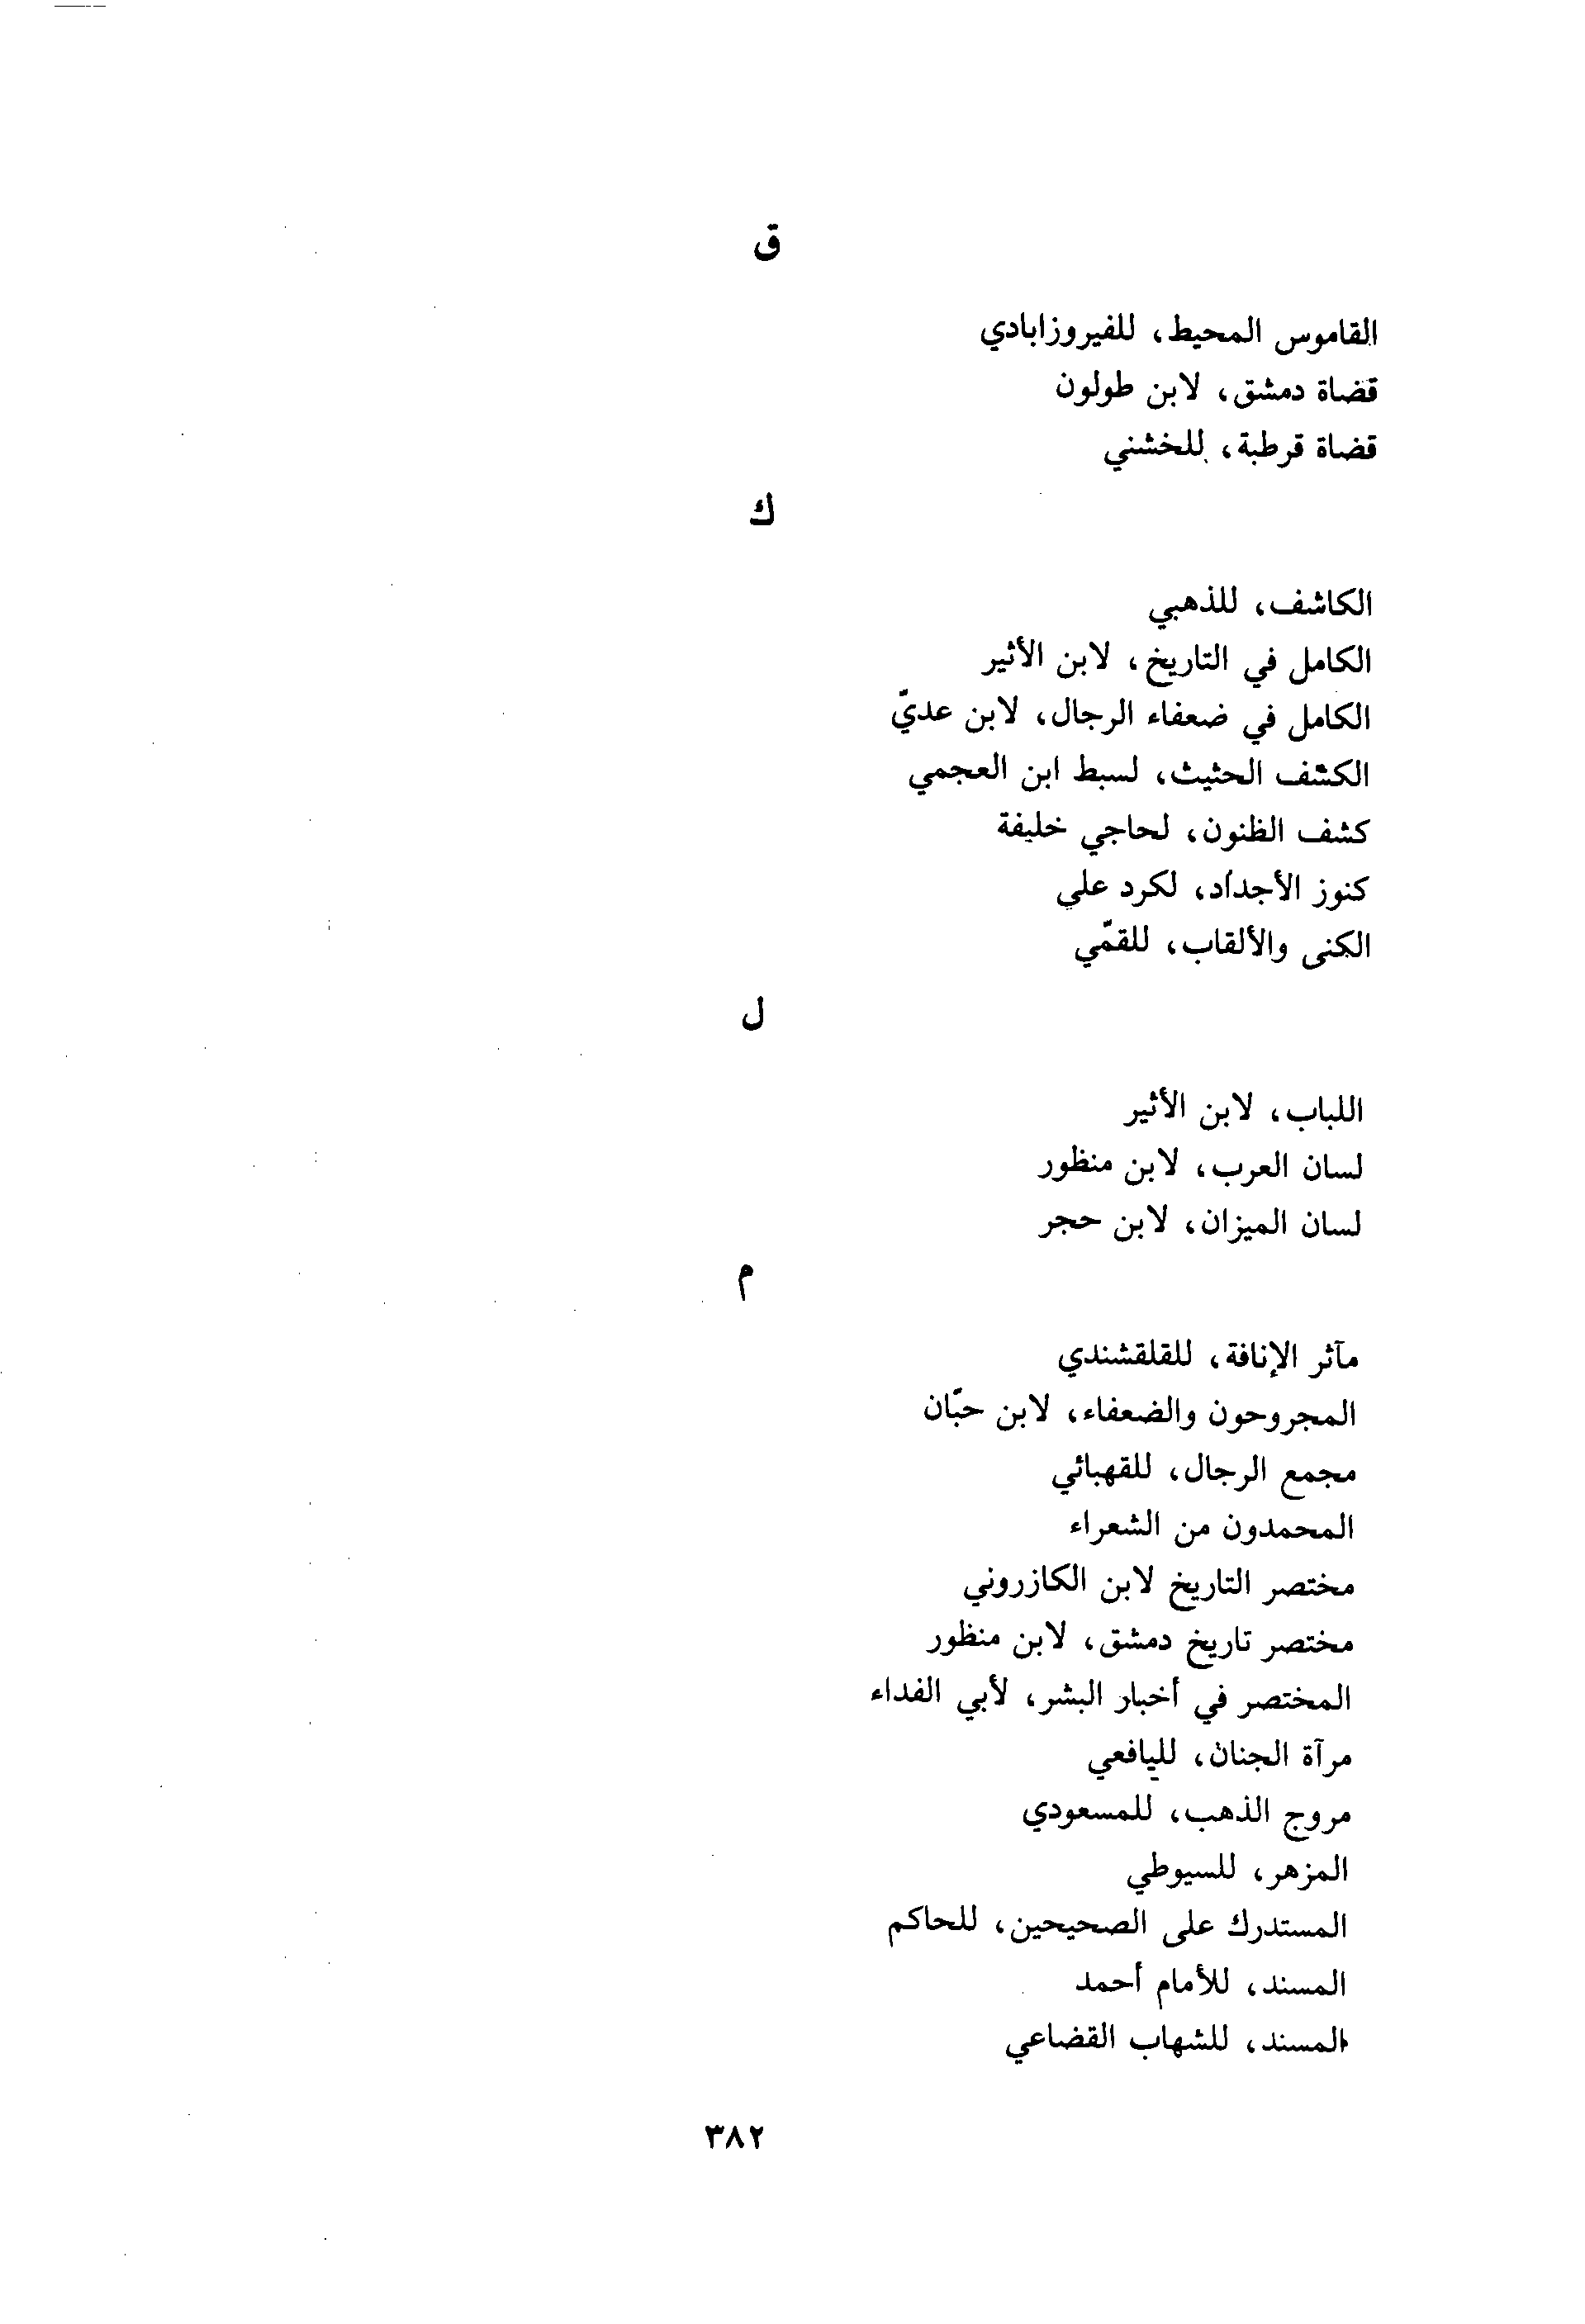 ق
القاموس المحيط، للفيروزابادي
قضاة دمشق، لابن طولون
قضاة قرطبة، للخشني
ك
الكاشف، للذهبي
الكامل في التاريخ، لابن الأثير
الكامل في ضعفاء الرجال، لابن عديّ
الكشف الحثيث، لسبط ابن العجمي
كشف الظنون، لحاجي خليفة
كنوز الأجداد، لكرد علي
الكنى والألقاب، للقمّي
ل
اللباب، لابن الأثير
لسان العرب، لابن منظور
لسان الميزان، لابن حجر
م
مآثر الإنافة، للقلقشندي
المجروحون والضعفاء، لابن حبّان
مجمع الرجال، للقهبائي
المحمدون من الشعراء
مختصر التاريخ لابن الكازروني
مختصر تاريخ دمشق، لابن منظور
المختصر في أخبار البشر، لأبي الفداء
مرآة الجنان، لليافعي
مروج الذهب، للمسعودي
المزهر، للسيوطي
المستدرك على الصحيحين، للحاكم
المسند، للأمام أحمد
المسند، للشهاب القضاعي
٣٨٢